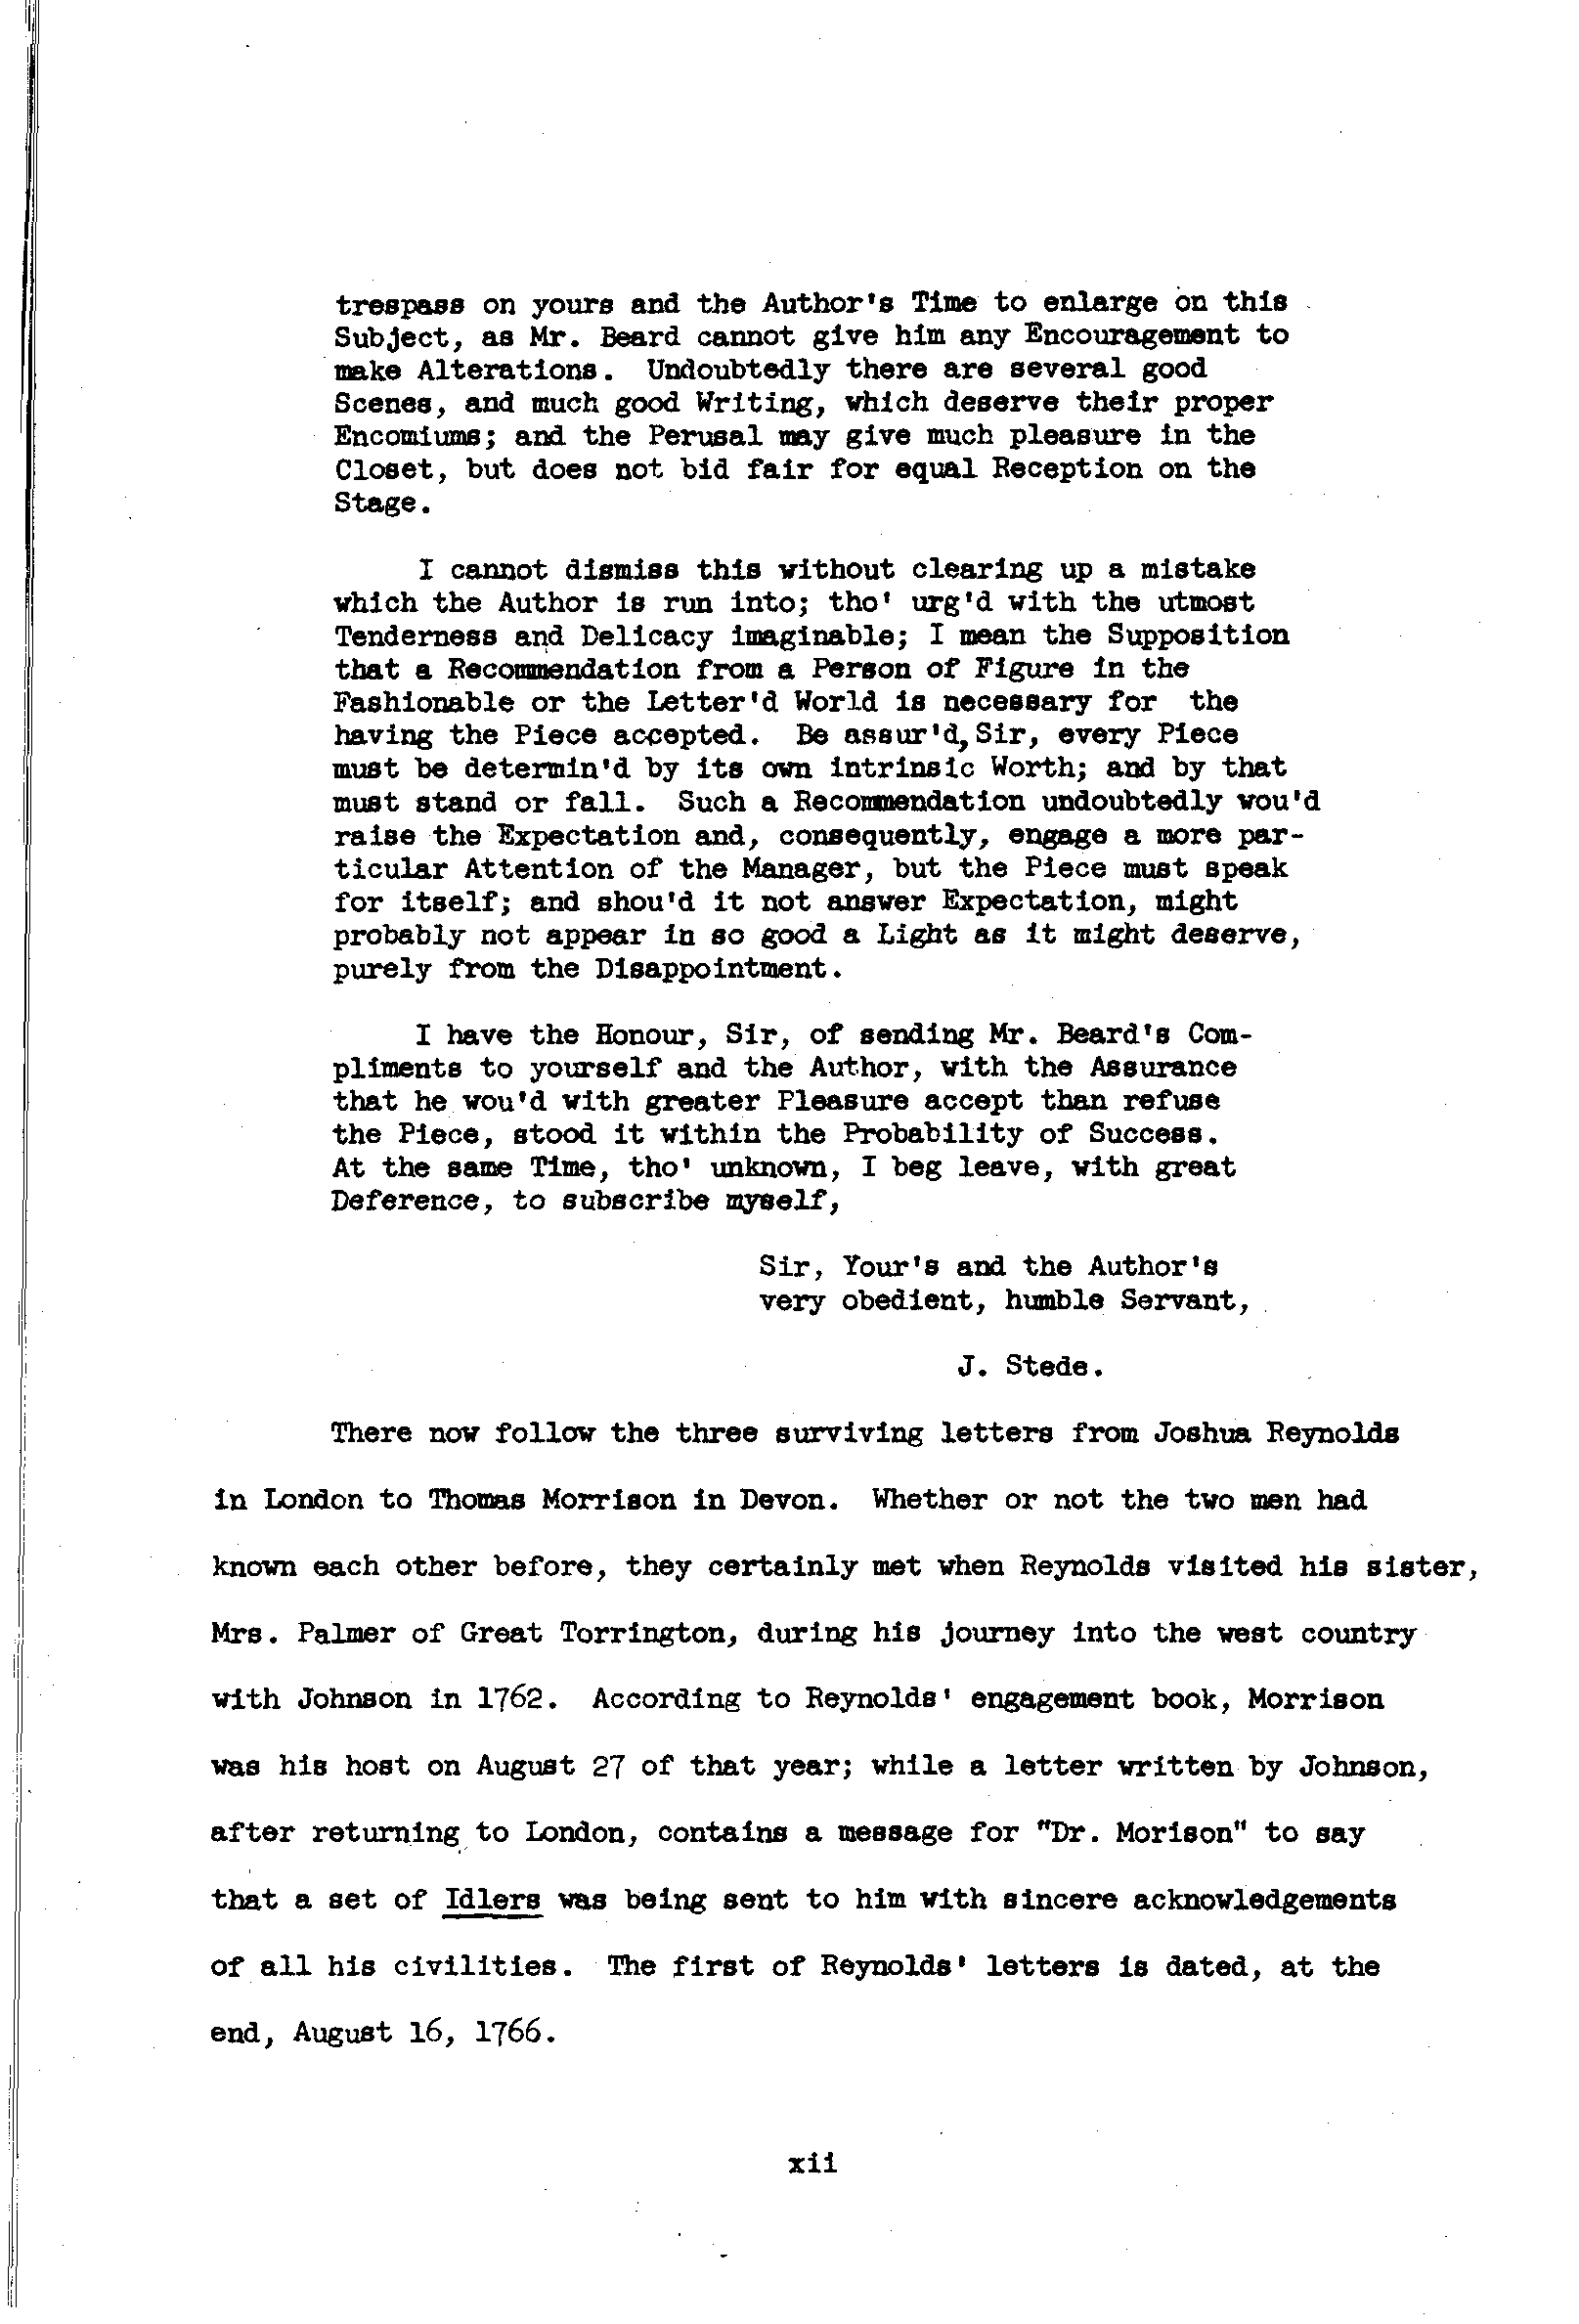 trespass on yours and the Author's Time to enlarge on this
Subject, as Mr. Beard cannot give him any Encouragement to
make Alterations. Undoubtedly there are several good
Scenes, and much good Writing, which deserve their proper
Encomiums; and the Perusal may give much pleasure in the
Closet, but does not bid fair for equal Reception on the
Stage.
I cannot dismiss this without clearing up a mistake
which the Author is run into; tho' urg'd with the utmost
Tenderness and Delicacy imaginable; I mean the Supposition
that a Recommendation from a Person of Figure in the
Fashionable or the Letter'd World is necessary for the
having the Piece accepted. Be assur'd, Sir, every Piece
must be determin'd by its own intrinsic Worth; and by that
must stand or fall. Such a Recommendation undoubtedly wou'd
raise the Expectation and, consequently, engage a more par-
ticular Attention of the Manager, but the Piece must speak
for itself; and shou'd it not answer Expectation, might
probably not appear in so good a Light as it might deserve,
purely from the Disappointment.
I have the Honour, Sir, of sending Mr. Beard's Com-
pliments to yourself and the Author, with the Assurance
that he wou'd with greater Pleasure accept than refuse
the Piece, stood it within the Probability of Success.
At the same Time, tho' unknown, I beg leave, with great
Deference, to subscribe myself,
Sir, Your's and the Author's
very obedient, humble Servant,
J. Stede.
There now follow the three surviving letters from Joshua Reynolds
in London to Thomas Morrison in Devon. Whether or not the two men had
known each other before, they certainly met when Reynolds visited his sister,
Mrs. Palmer of Great Torrington, during his journey into the west country
with Johnson in 1762. According to Reynolds' engagement book, Morrison
was his host on August 27 of that year; while a letter written by Johnson,
after returning to London, contains a message for "Dr. Morison" to say
that a set of Idlers was being sent to him with sincere acknowledgements
of all his civilities. The first of Reynolds' letters is dated, at the
end, August 16, 1766.
xii